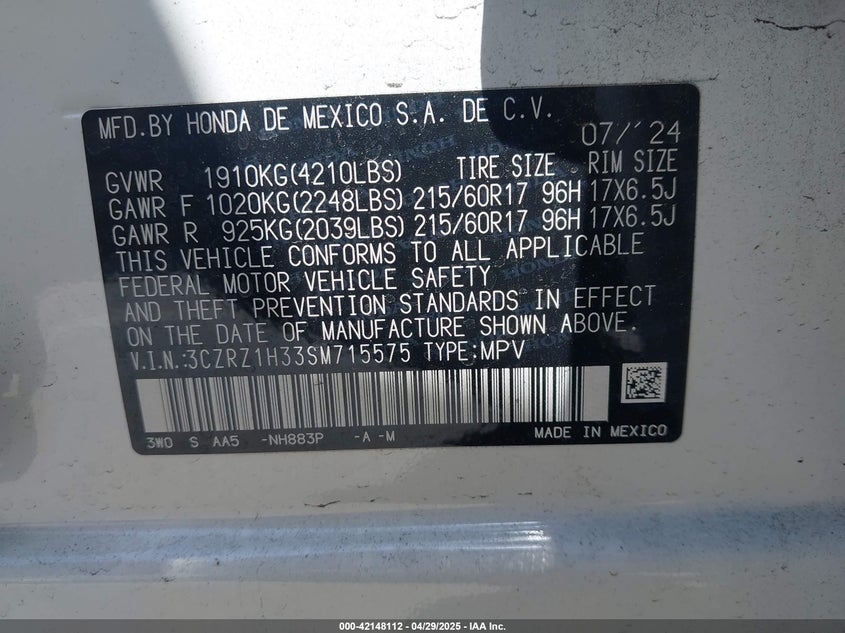 MFD.BY HONDA DE MEXICO S.A. DE C.V.
07/'24
GVWR 1910KG(4210LBS) TIRE SIZE RIM SIZE
GAWR F 1020KG(2248LBS) 215/60R17 96H 17X6.5J
GAWR R 925KG(2039LBS) 215/60R17 96H 17X6.5J
THIS VEHICLE CONFORMS TO ALL APPLICABLE
FEDERAL MOTOR VEHICLE SAFETY
AND THEFT PREVENTION STANDARDS IN EFFECT
ON THE DATE OF MANUFACTURE SHOWN ABOVE.
V.I.N.:3CZRZ1H33SM715575 TYPE:MPV
3W0 S AA5 -NH883P -A -M MADE IN MEXICO
000-42148112 - 04/29/2025 - IAA Inc.